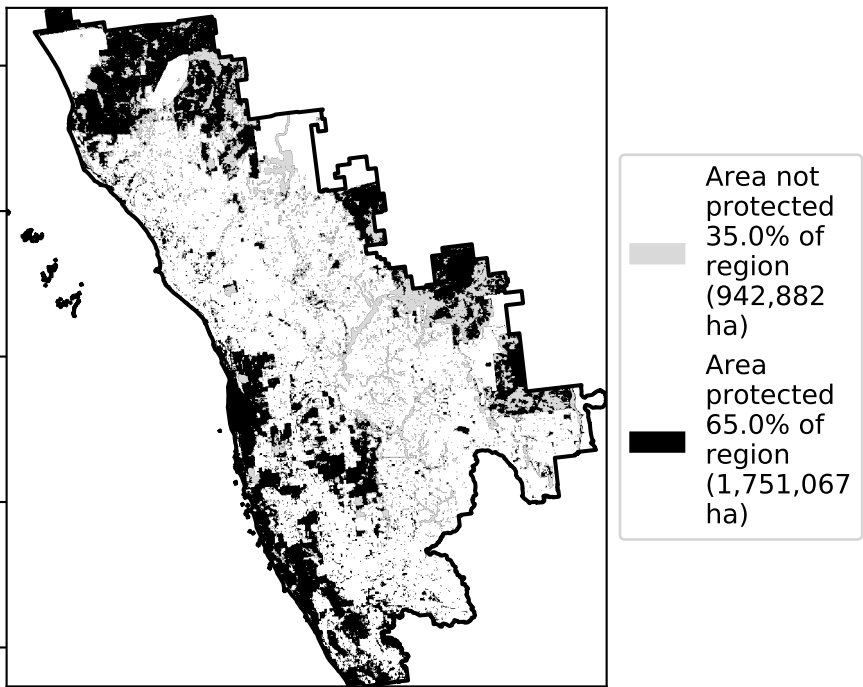 Area not
protected
35.0% of
region
(942,882
ha)
Area
protected
65.0% of
region
(1,751,067
ha)